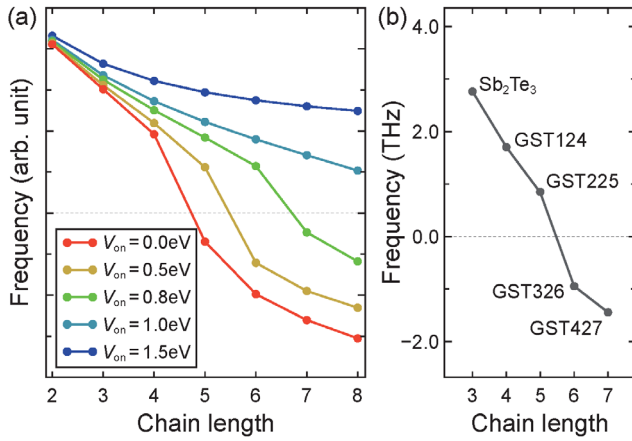 (a)
Frequency (arb. unit)
V_on = 0.0eV
V_on = 0.5eV
V_on = 0.8eV
V_on = 1.0eV
V_on = 1.5eV
2 3 4 5 6 7 8
Chain length
(b)
Frequency (THz)
4.0
2.0
0.0
−2.0
Sb₂Te₃
GST124
GST225
GST326
GST427
3 4 5 6 7
Chain length